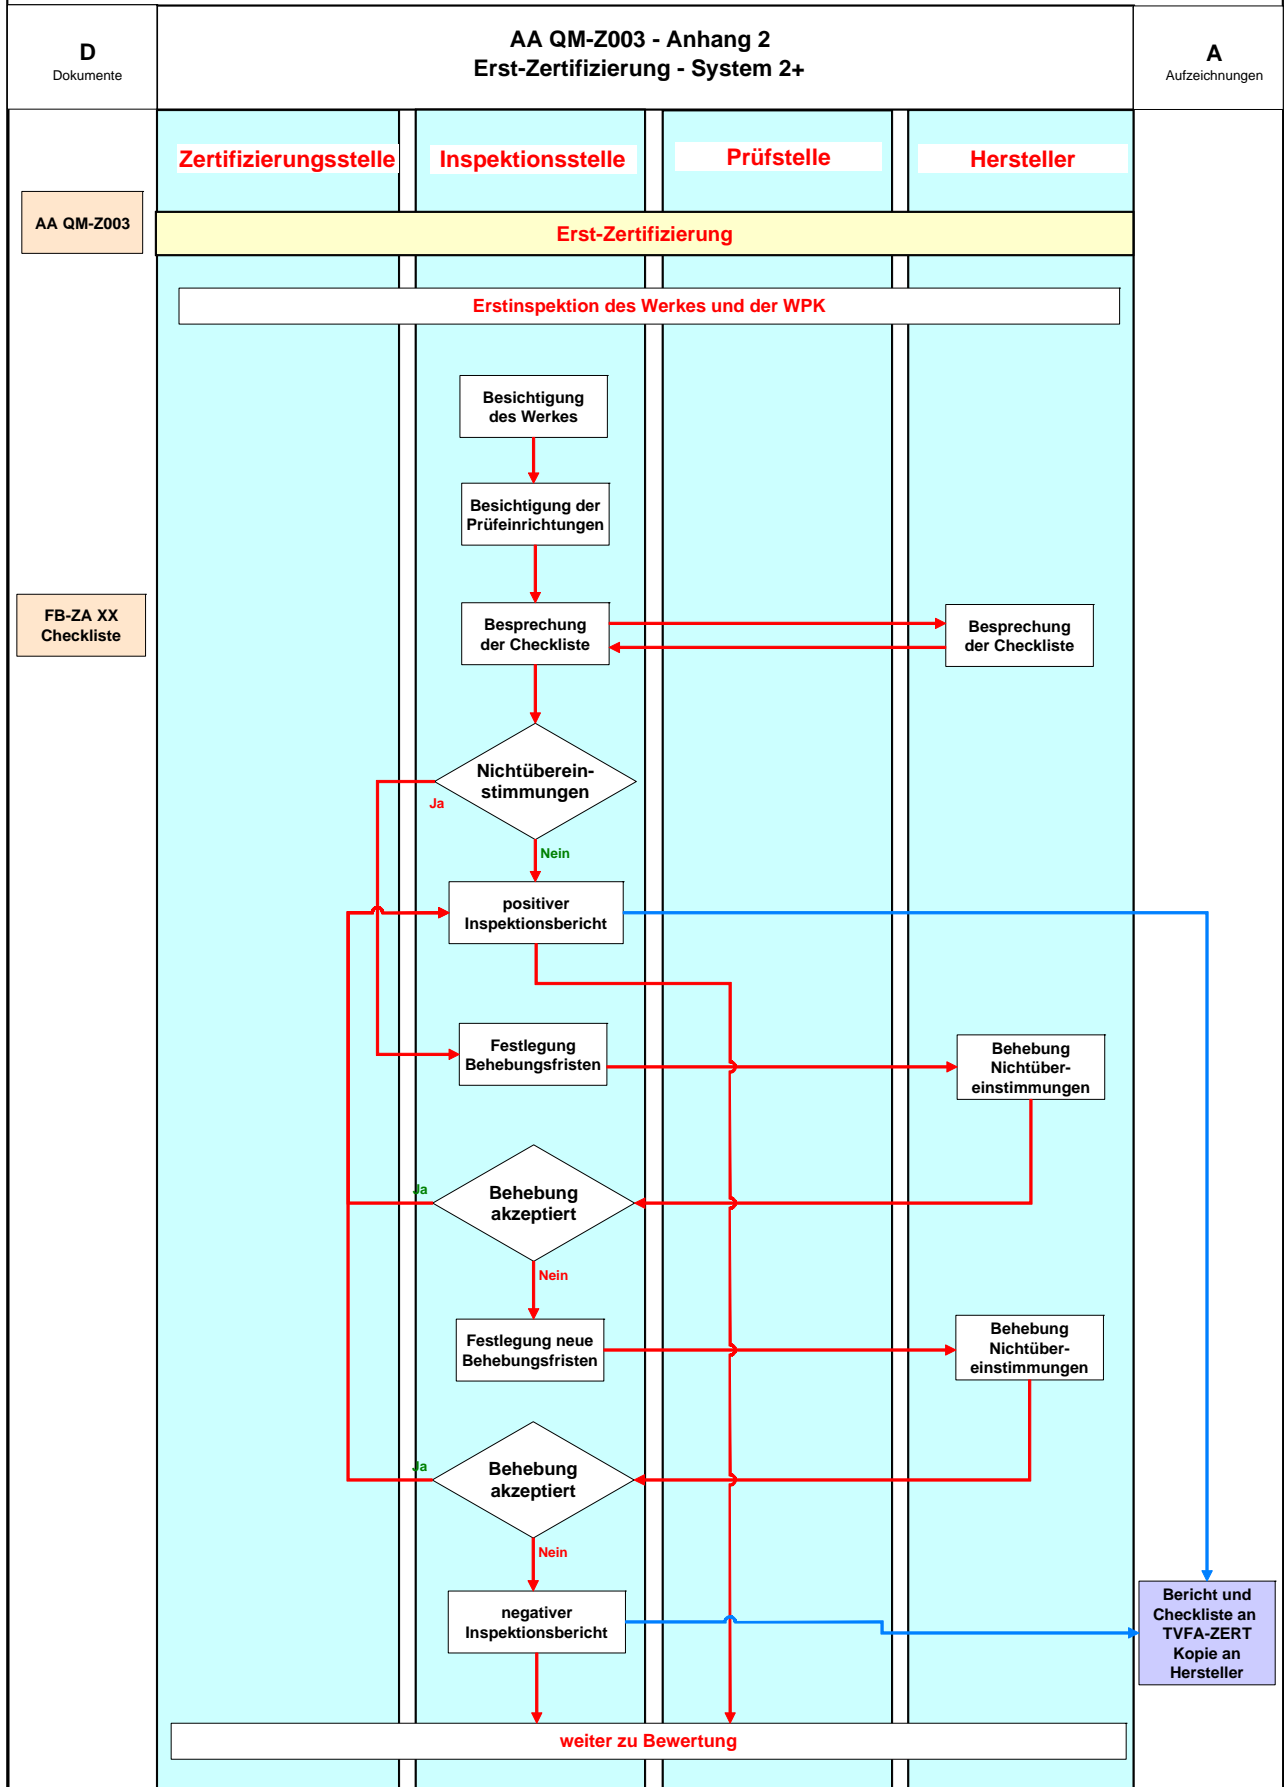 D
Dokumente
AA QM-Z003 - Anhang 2
Erst-Zertifizierung - System 2+
A
Aufzeichnungen
Zertifizierungsstelle
Inspektionsstelle
Prüfstelle
Hersteller
AA QM-Z003
Erst-Zertifizierung
Erstinspektion des Werkes und der WPK
Besichtigung
des Werkes
Besichtigung der
Prüfeinrichtungen
FB-ZA XX
Checkliste
Besprechung
der Checkliste
Besprechung
der Checkliste
Nichtüberein-
stimmungen
Ja
Nein
positiver
Inspektionsbericht
Festlegung
Behebungsfristen
Behebung
Nichtüber-
einstimmungen
Ja
Behebung
akzeptiert
Nein
Festlegung neue
Behebungsfristen
Behebung
Nichtüber-
einstimmungen
Ja
Behebung
akzeptiert
Nein
negativer
Inspektionsbericht
Bericht und
Checkliste an
TVFA-ZERT
Kopie an
Hersteller
weiter zu Bewertung